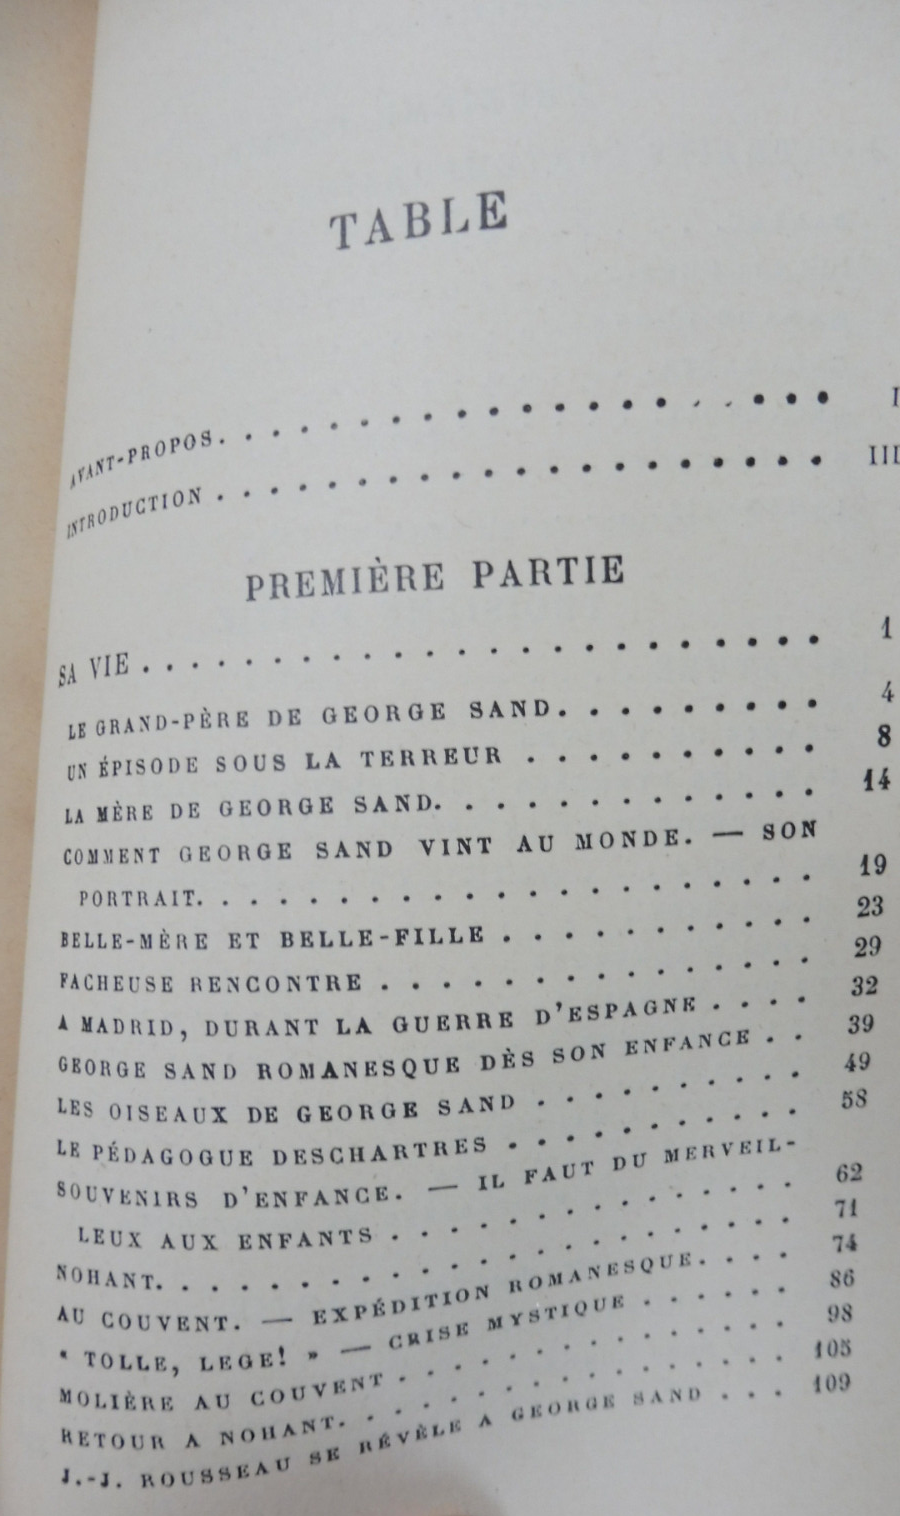 TABLE
AVANT-PROPOS. . . . . . . . . . . . . . . . . . . . I
INTRODUCTION . . . . . . . . . . . . . . . . . . . . III
PREMIÈRE PARTIE
SA VIE . . . . . . . . . . . . . . . . . . . . . . . 1
LE GRAND-PÈRE DE GEORGE SAND. . . . . . . . . 4
UN ÉPISODE SOUS LA TERREUR . . . . . . . . . . 8
LA MÈRE DE GEORGE SAND. . . . . . . . . . . . . 14
COMMENT GEORGE SAND VINT AU MONDE. — SON
PORTRAIT. . . . . . . . . . . . . . . . . . . . . 19
BELLE-MÈRE ET BELLE-FILLE . . . . . . . . . . . 23
FACHEUSE RENCONTRE . . . . . . . . . . . . . . 29
A MADRID, DURANT LA GUERRE D'ESPAGNE . . . . 32
GEORGE SAND ROMANESQUE DÈS SON ENFANCE . . 39
LES OISEAUX DE GEORGE SAND . . . . . . . . . . 49
LE PÉDAGOGUE DESCHARTRES . . . . . . . . . . . 58
SOUVENIRS D'ENFANCE. — IL FAUT DU MERVEIL-
LEUX AUX ENFANTS . . . . . . . . . . . . . . . 62
NOHANT. . . . . . . . . . . . . . . . . . . . . . 71
AU COUVENT. — EXPÉDITION ROMANESQUE. . . . 74
« TOLLE, LEGE! » — CRISE MYSTIQUE . . . . . . 86
MOLIÈRE AU COUVENT . . . . . . . . . . . . . . 98
RETOUR A NOHANT. . . . . . . . . . . . . . . . 105
J.-J. ROUSSEAU SE RÉVÈLE A GEORGE SAND . . . 109